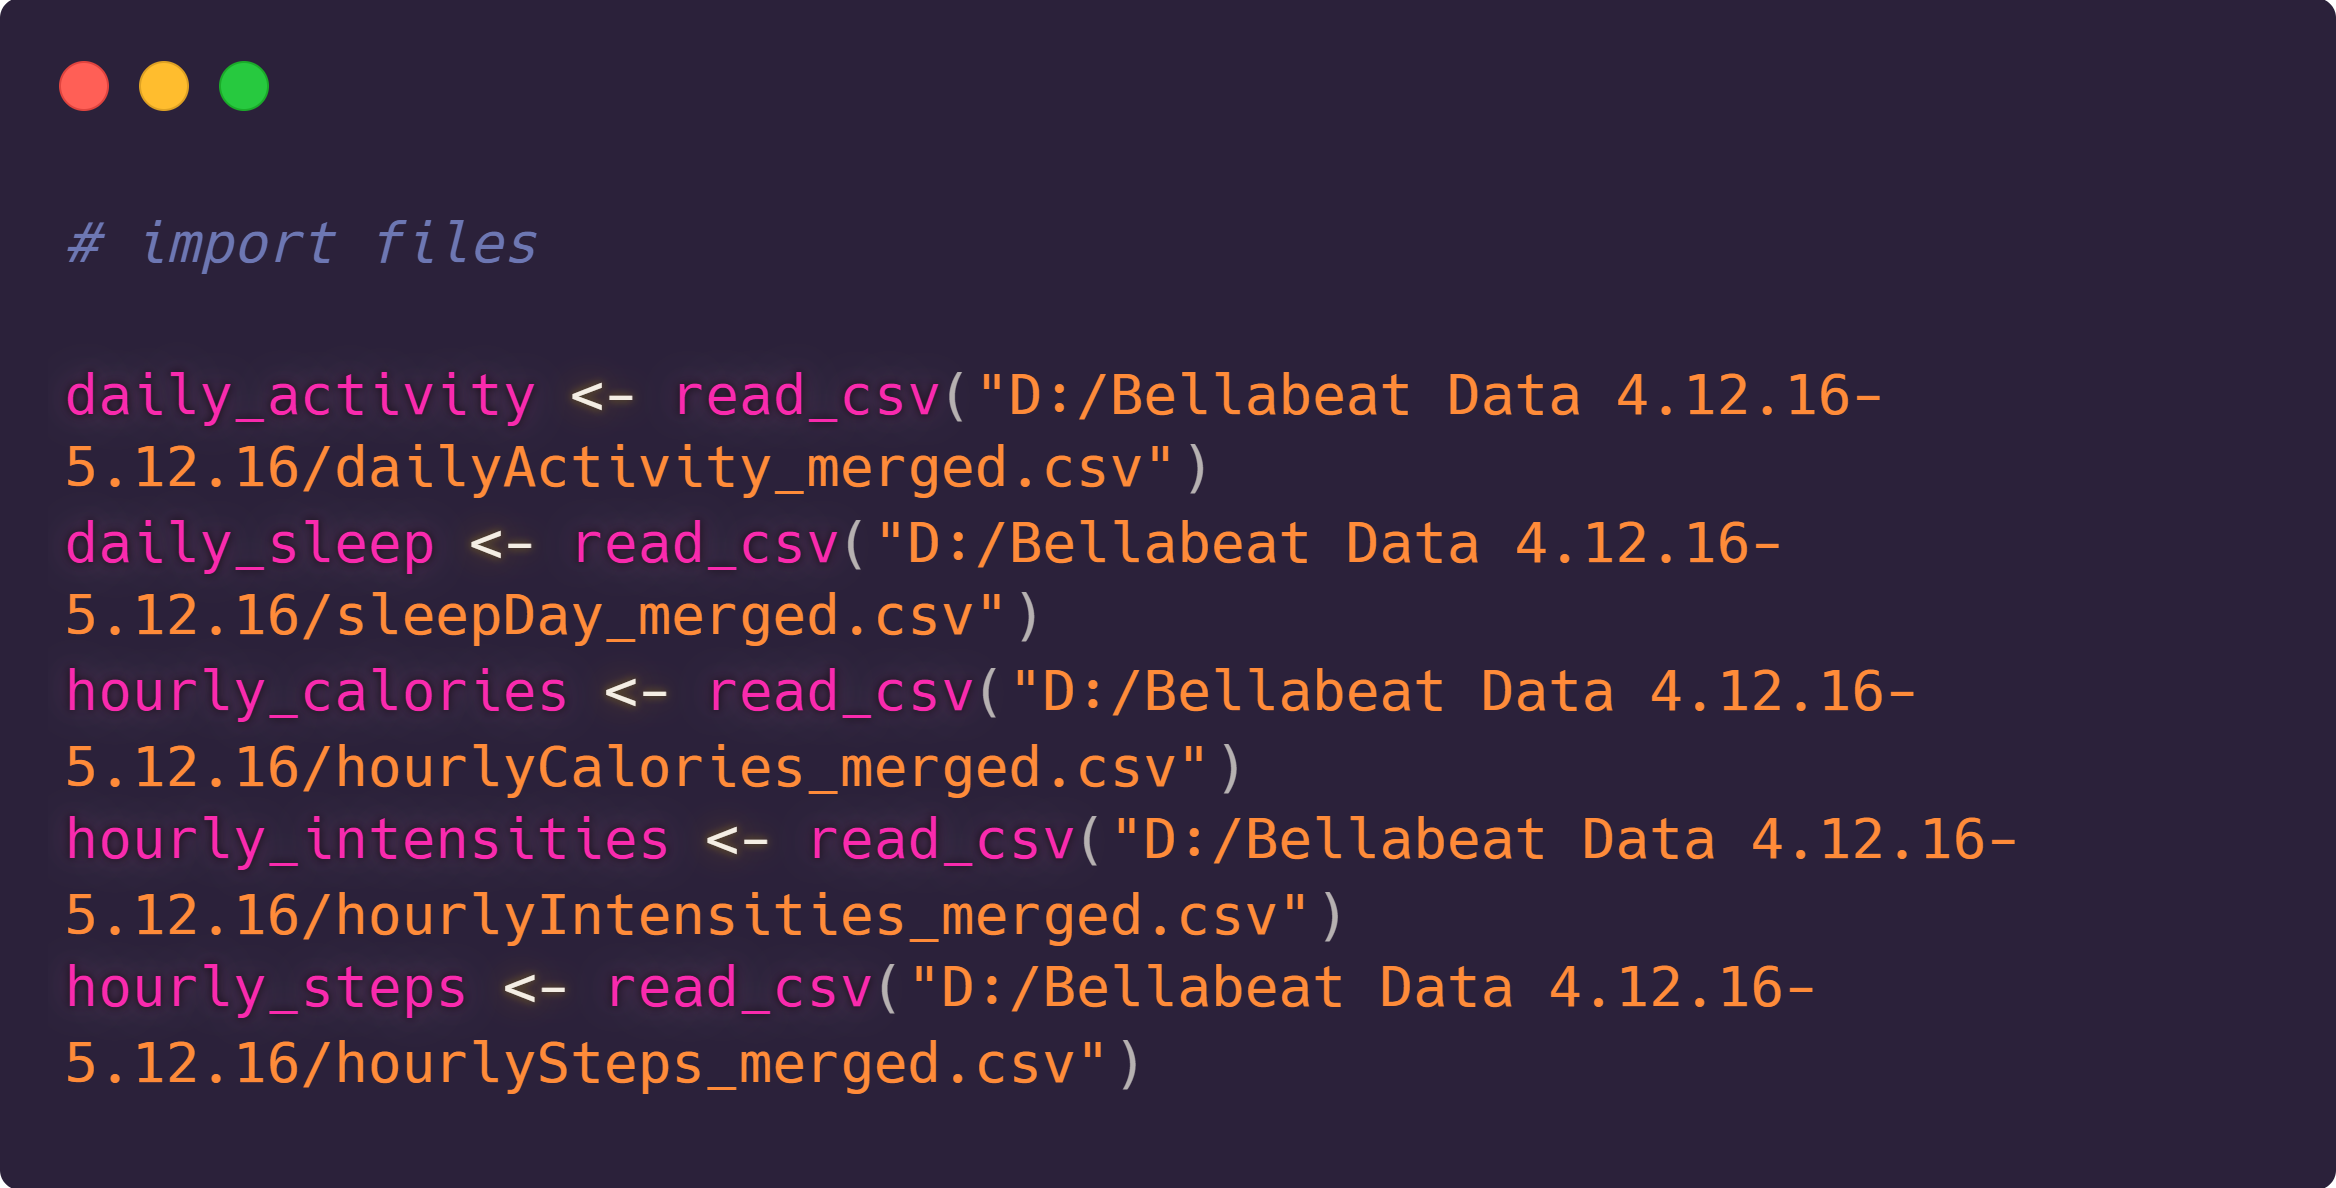 # import files
daily_activity <- read_csv("D:/Bellabeat Data 4.12.16-
5.12.16/dailyActivity_merged.csv")
daily_sleep <- read_csv("D:/Bellabeat Data 4.12.16-
5.12.16/sleepDay_merged.csv")
hourly_calories <- read_csv("D:/Bellabeat Data 4.12.16-
5.12.16/hourlyCalories_merged.csv")
hourly_intensities <- read_csv("D:/Bellabeat Data 4.12.16-
5.12.16/hourlyIntensities_merged.csv")
hourly_steps <- read_csv("D:/Bellabeat Data 4.12.16-
5.12.16/hourlySteps_merged.csv")